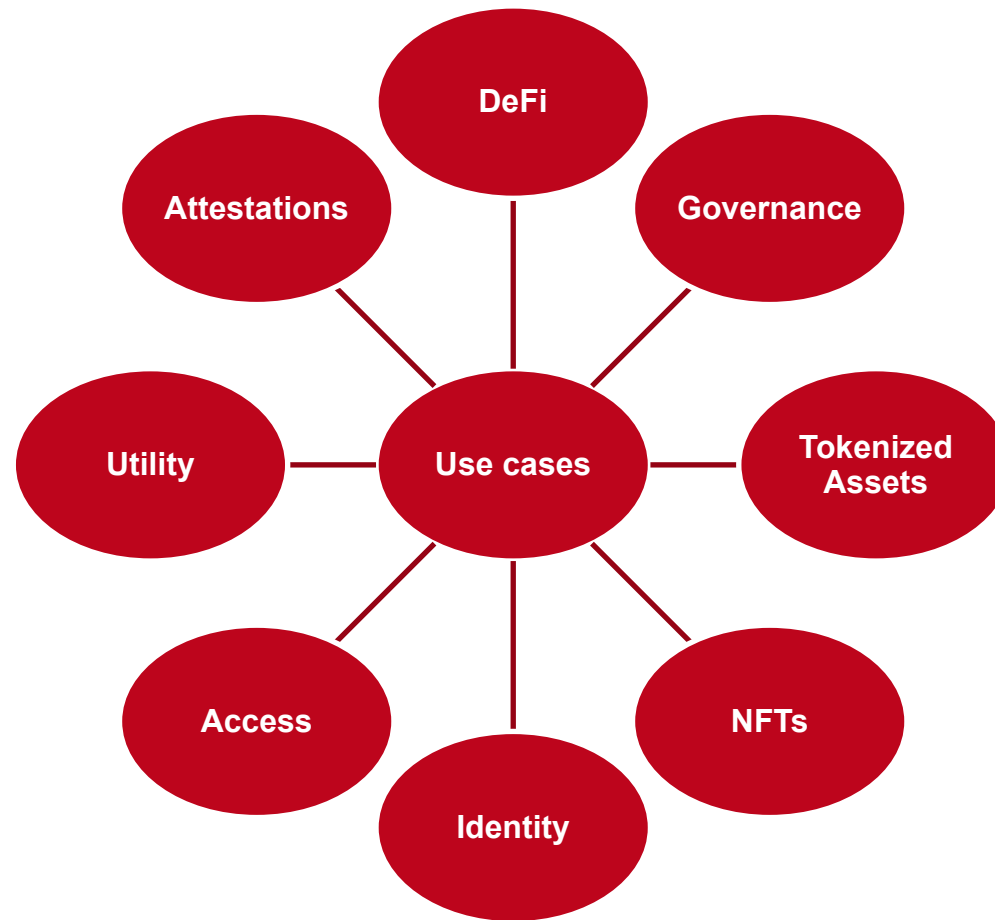 DeFi
Attestations
Governance
Utility
Use cases
Tokenized
Assets
Access
NFTs
Identity